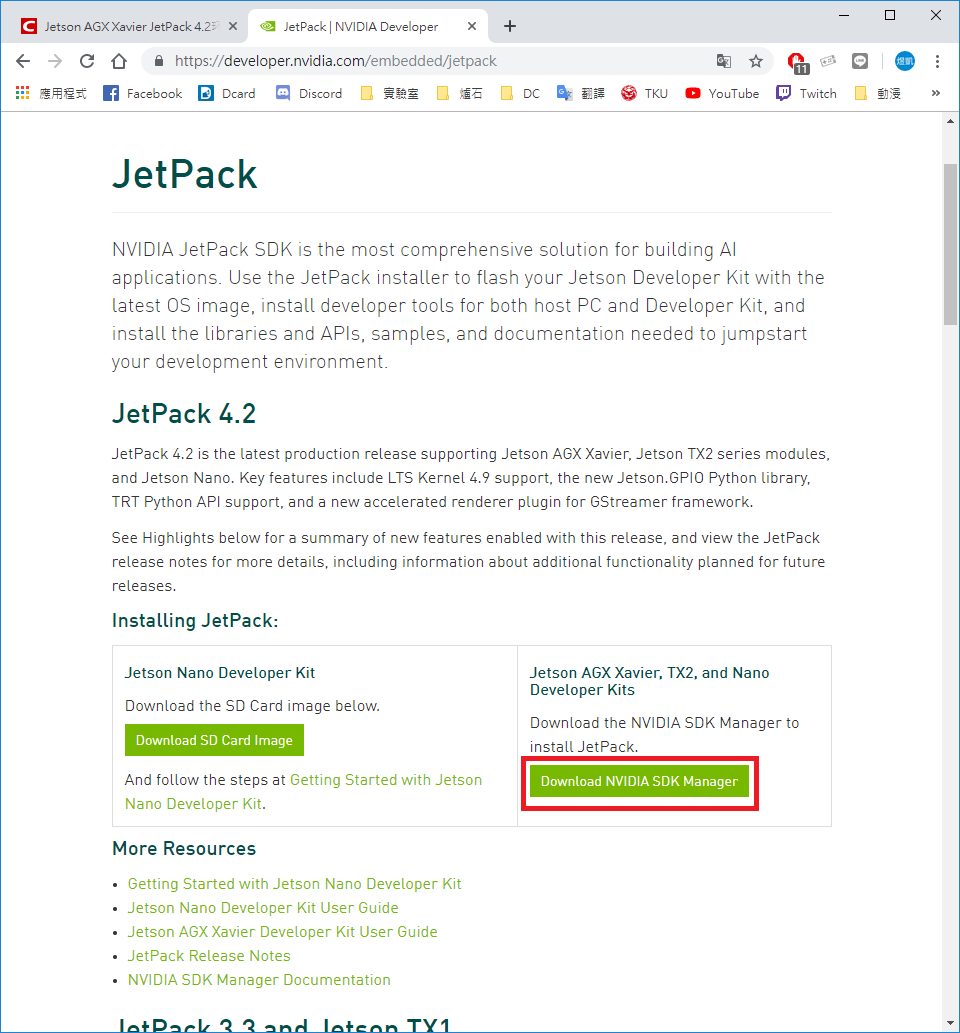 Jetson AGX Xavier JetPack 4.2
JetPack | NVIDIA Developer
https://developer.nvidia.com/embedded/jetpack
11
煜凱
應用程式 Facebook Dcard Discord 實驗室 爐石 DC 翻譯 TKU YouTube Twitch 動漫 »
JetPack
NVIDIA JetPack SDK is the most comprehensive solution for building AI
applications. Use the JetPack installer to flash your Jetson Developer Kit with the
latest OS image, install developer tools for both host PC and Developer Kit, and
install the libraries and APIs, samples, and documentation needed to jumpstart
your development environment.
JetPack 4.2
JetPack 4.2 is the latest production release supporting Jetson AGX Xavier, Jetson TX2 series modules,
and Jetson Nano. Key features include LTS Kernel 4.9 support, the new Jetson.GPIO Python library,
TRT Python API support, and a new accelerated renderer plugin for GStreamer framework.
See Highlights below for a summary of new features enabled with this release, and view the JetPack
release notes for more details, including information about additional functionality planned for future
releases.
Installing JetPack:
Jetson Nano Developer Kit
Download the SD Card image below.
Download SD Card Image
And follow the steps at Getting Started with Jetson
Nano Developer Kit.
Jetson AGX Xavier, TX2, and Nano
Developer Kits
Download the NVIDIA SDK Manager to
install JetPack.
Download NVIDIA SDK Manager
More Resources
• Getting Started with Jetson Nano Developer Kit
• Jetson Nano Developer Kit User Guide
• Jetson AGX Xavier Developer Kit User Guide
• JetPack Release Notes
• NVIDIA SDK Manager Documentation
JetPack 3.3 and Jetson TX1